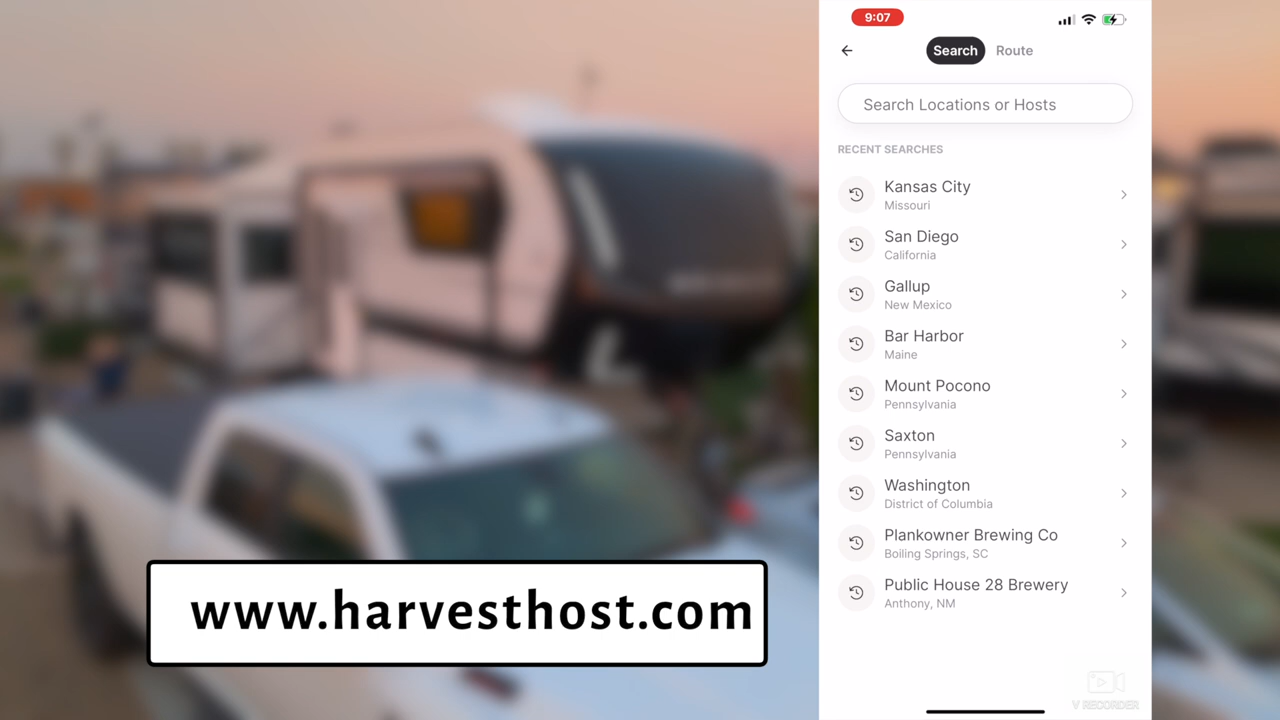 9:07
Search Route
Search Locations or Hosts
RECENT SEARCHES
Kansas City
Missouri
San Diego
California
Gallup
New Mexico
Bar Harbor
Maine
Mount Pocono
Pennsylvania
Saxton
Pennsylvania
Washington
District of Columbia
Plankowner Brewing Co
Boiling Springs, SC
Public House 28 Brewery
Anthony, NM
V RECORDER
www.harvesthost.com